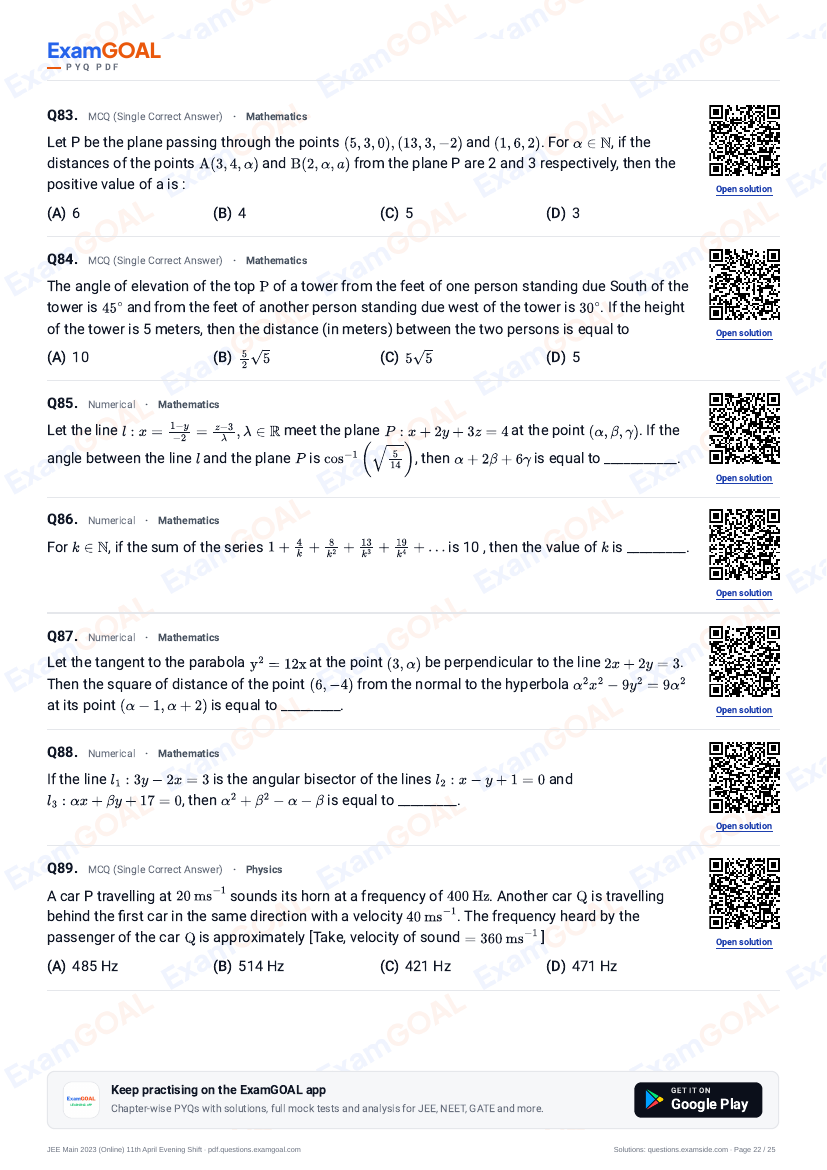 ExamGOAL
PYQ PDF
Q83. MCQ (Single Correct Answer) · Mathematics
Let P be the plane passing through the points (5, 3, 0), (13, 3, −2) and (1, 6, 2). For α ∈ ℕ, if the
distances of the points A(3, 4, α) and B(2, α, a) from the plane P are 2 and 3 respectively, then the
positive value of a is :
(A) 6 (B) 4 (C) 5 (D) 3
Open solution
Q84. MCQ (Single Correct Answer) · Mathematics
The angle of elevation of the top P of a tower from the feet of one person standing due South of the
tower is 45° and from the feet of another person standing due west of the tower is 30°. If the height
of the tower is 5 meters, then the distance (in meters) between the two persons is equal to
(A) 10 (B) 5/2 √5 (C) 5√5 (D) 5
Open solution
Q85. Numerical · Mathematics
Let the line l : x = (1−y)/(−2) = (z−3)/λ, λ ∈ ℝ meet the plane P : x + 2y + 3z = 4 at the point (α, β, γ). If the
angle between the line l and the plane P is cos⁻¹(√(5/14)), then α + 2β + 6γ is equal to ___________.
Open solution
Q86. Numerical · Mathematics
For k ∈ ℕ, if the sum of the series 1 + 4/k + 8/k² + 13/k³ + 19/k⁴ + … is 10 , then the value of k is _________.
Open solution
Q87. Numerical · Mathematics
Let the tangent to the parabola y² = 12x at the point (3, α) be perpendicular to the line 2x + 2y = 3.
Then the square of distance of the point (6, −4) from the normal to the hyperbola α²x² − 9y² = 9α²
at its point (α − 1, α + 2) is equal to _________.
Open solution
Q88. Numerical · Mathematics
If the line l₁ : 3y − 2x = 3 is the angular bisector of the lines l₂ : x − y + 1 = 0 and
l₃ : αx + βy + 17 = 0, then α² + β² − α − β is equal to _________.
Open solution
Q89. MCQ (Single Correct Answer) · Physics
A car P travelling at 20 ms⁻¹ sounds its horn at a frequency of 400 Hz. Another car Q is travelling
behind the first car in the same direction with a velocity 40 ms⁻¹. The frequency heard by the
passenger of the car Q is approximately [Take, velocity of sound = 360 ms⁻¹ ]
(A) 485 Hz (B) 514 Hz (C) 421 Hz (D) 471 Hz
Open solution
Keep practising on the ExamGOAL app
Chapter-wise PYQs with solutions, full mock tests and analysis for JEE, NEET, GATE and more.
GET IT ON
Google Play
JEE Main 2023 (Online) 11th April Evening Shift · pdf.questions.examgoal.com
Solutions: questions.examside.com · Page 22 / 25